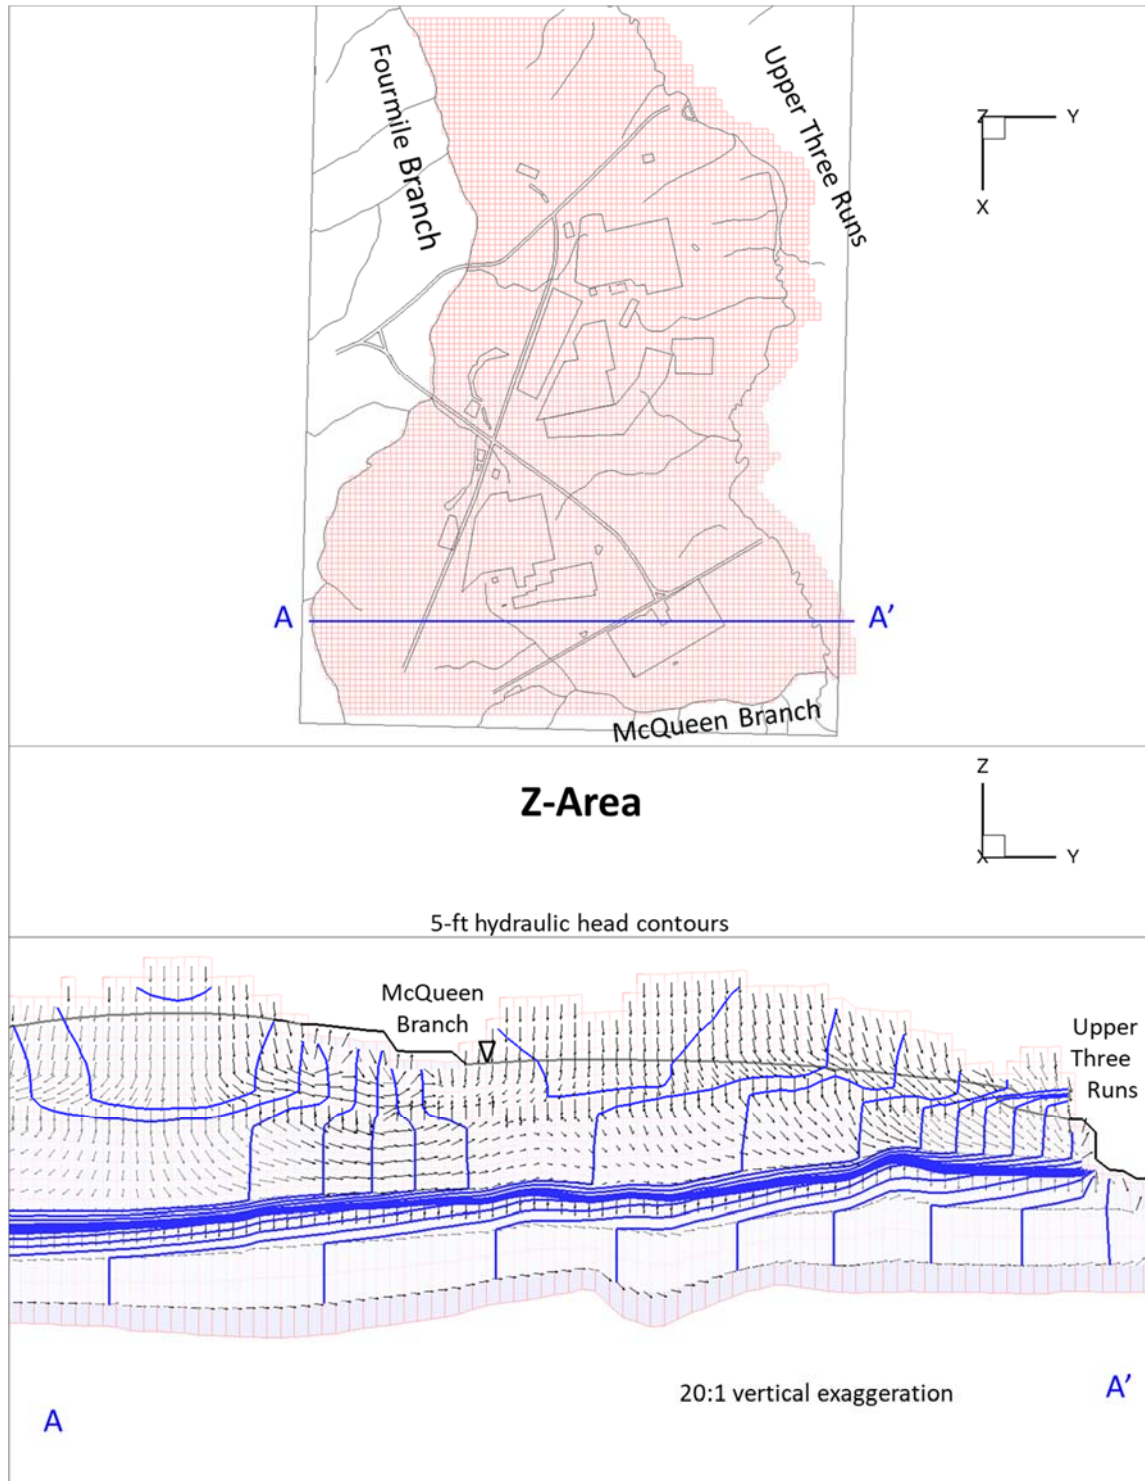 Fourmile Branch
Upper Three Runs
Z Y
X
A A’
McQueen Branch
Z-Area
Z
X Y
5-ft hydraulic head contours
McQueen
Branch
Upper
Three
Runs
20:1 vertical exaggeration
A A’